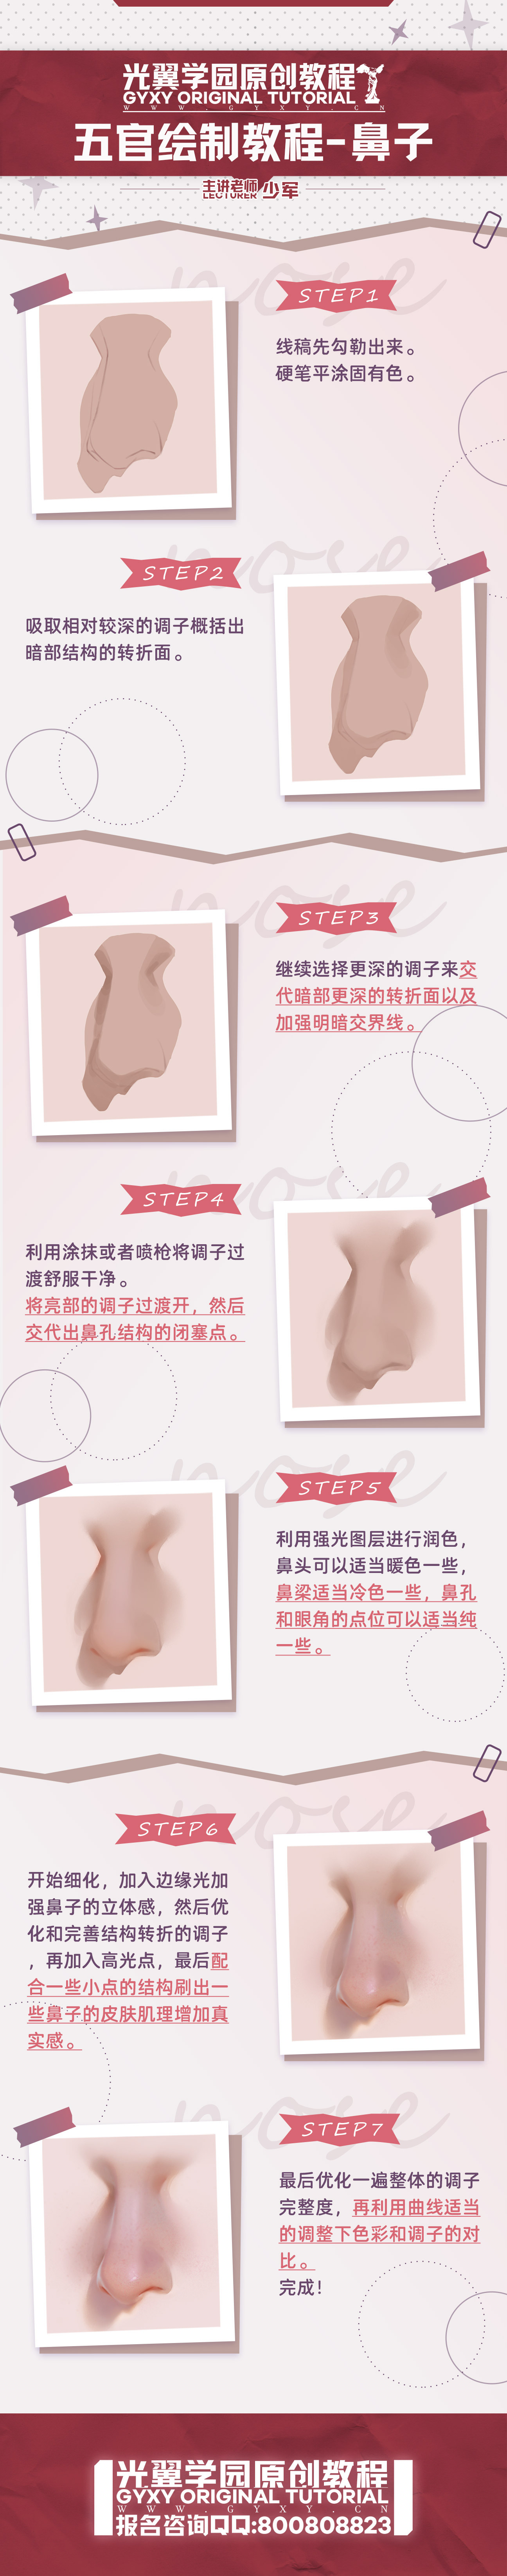 光翼学园原创教程
GYXY ORIGINAL TUTORIAL
WWW.GYXY.CN
五官绘制教程-鼻子
主讲老师 少军
LECTURER
nose
STEP1
线稿先勾勒出来。
硬笔平涂固有色。
nose
STEP2
吸取相对较深的调子概括出
暗部结构的转折面。
nose
STEP3
继续选择更深的调子来交
代暗部更深的转折面以及
加强明暗交界线。
nose
STEP4
利用涂抹或者喷枪将调子过
渡舒服干净。
将亮部的调子过渡开，然后
交代出鼻孔结构的闭塞点。
nose
STEP5
利用强光图层进行润色，
鼻头可以适当暖色一些，
鼻梁适当冷色一些，鼻孔
和眼角的点位可以适当纯
一些。
nose
STEP6
开始细化，加入边缘光加
强鼻子的立体感，然后优
化和完善结构转折的调子
，再加入高光点，最后配
合一些小点的结构刷出一
些鼻子的皮肤肌理增加真
实感。
nose
STEP7
最后优化一遍整体的调子
完整度，再利用曲线适当
的调整下色彩和调子的对
比。
完成！
光翼学园原创教程
GYXY ORIGINAL TUTORIAL
WWW.GYXY.CN
报名咨询QQ:800808823